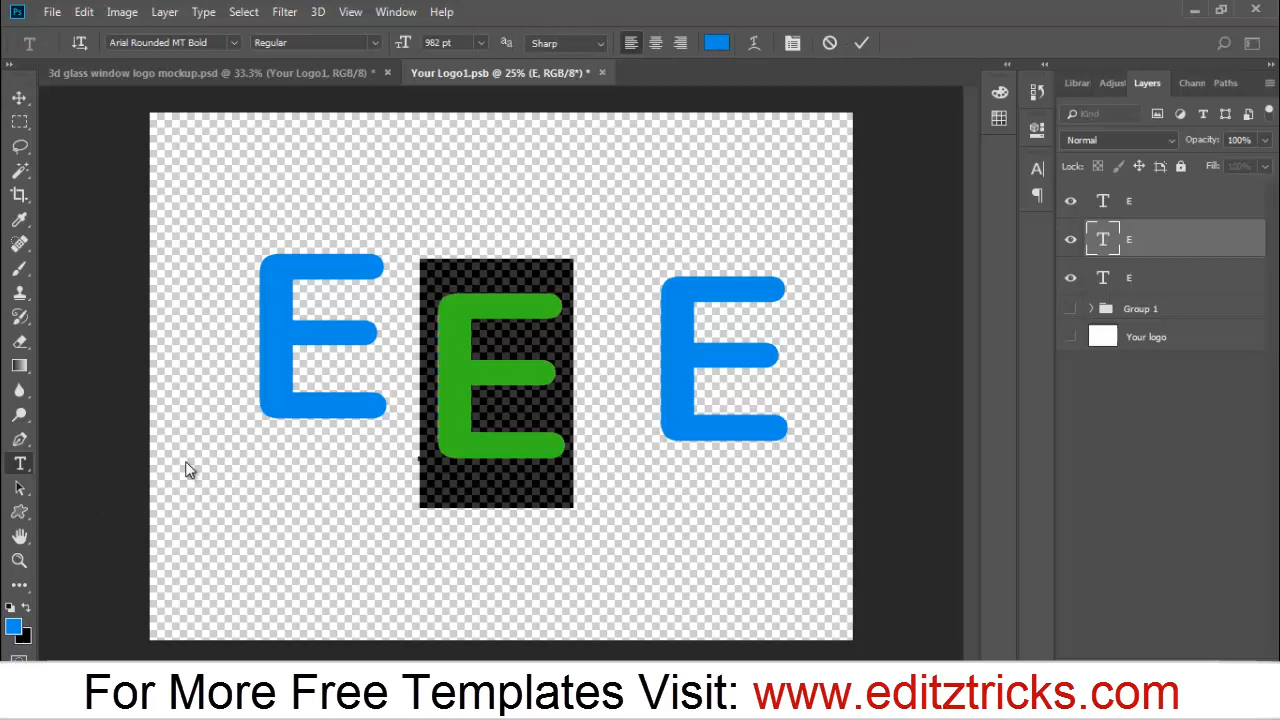 Ps File Edit Image Layer Type Select Filter 3D View Window Help
T Arial Rounded MT Bold Regular 982 pt Sharp
3d glass window logo mockup.psd @ 33.3% (Your Logo1, RGB/8) * × Your Logo1.psb @ 25% (E, RGB/8*) * ×
Librar Adjus Layers Chann Paths
Kind
Normal Opacity: 100%
Lock: Fill: 100%
T E
T E
T E
Group 1
Your logo
E E E
For More Free Templates Visit: www.editztricks.com